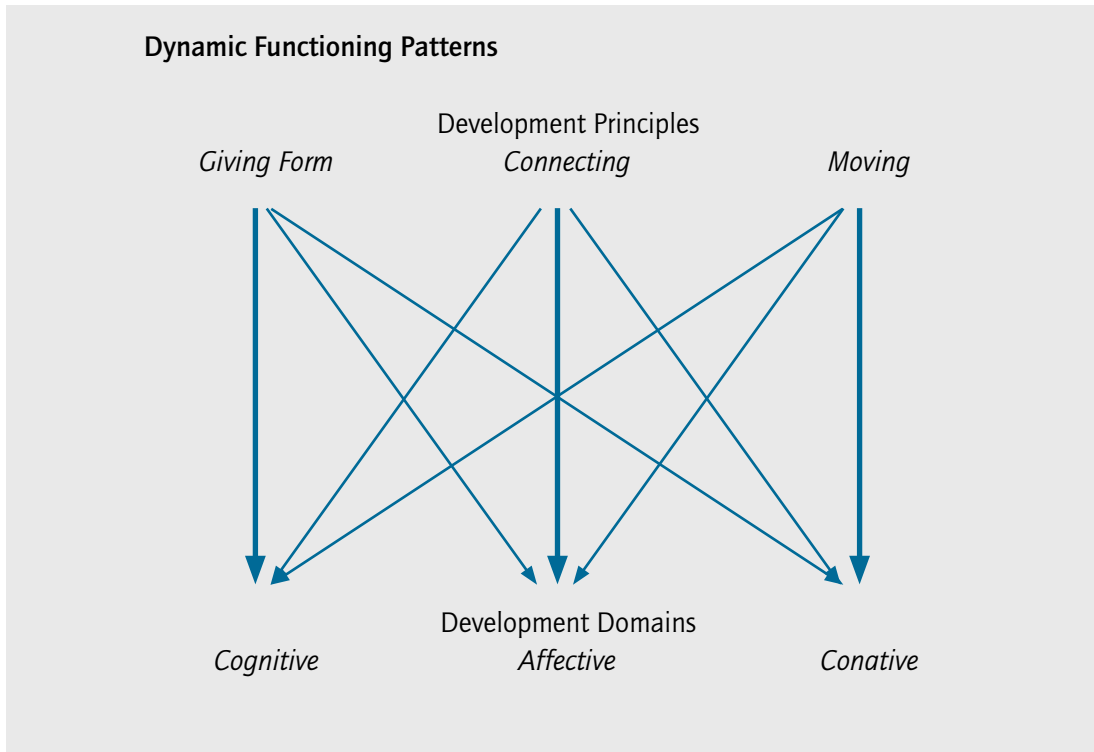 Dynamic Functioning Patterns
Development Principles
Giving Form Connecting Moving
Development Domains
Cognitive Affective Conative